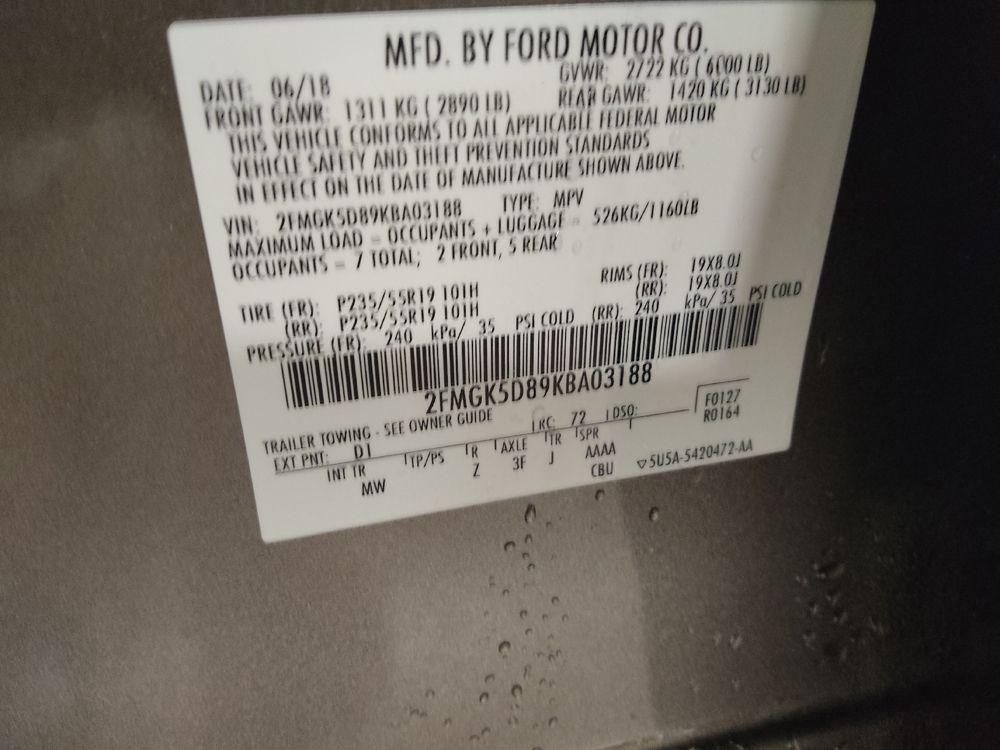 MFD. BY FORD MOTOR CO.
DATE: 06/18 GVWR: 2722 KG ( 6000 LB)
FRONT GAWR: 1311 KG ( 2890 LB) REAR GAWR: 1420 KG ( 3130 LB)
THIS VEHICLE CONFORMS TO ALL APPLICABLE FEDERAL MOTOR
VEHICLE SAFETY AND THEFT PREVENTION STANDARDS
IN EFFECT ON THE DATE OF MANUFACTURE SHOWN ABOVE.
VIN: 2FMGK5D89KBA03188 TYPE: MPV
MAXIMUM LOAD = OCCUPANTS + LUGGAGE = 526KG/1160LB
OCCUPANTS = 7 TOTAL; 2 FRONT, 5 REAR
TIRE (FR): P235/55R19 101H RIMS (FR): 19X8.0J
(RR): P235/55R19 101H (RR): 19X8.0J
PRESSURE (FR): 240 kPa/ 35 PSI COLD (RR): 240 kPa/ 35 PSI COLD
2FMGK5D89KBA03188
TRAILER TOWING - SEE OWNER GUIDE
F0127
EXT PNT: D1 RC: 72 DSO: R0164
INT TR TP/PS R AXLE TR SPR
MW Z 3F J AAAA
CBU ▽5U5A-5420472-AA